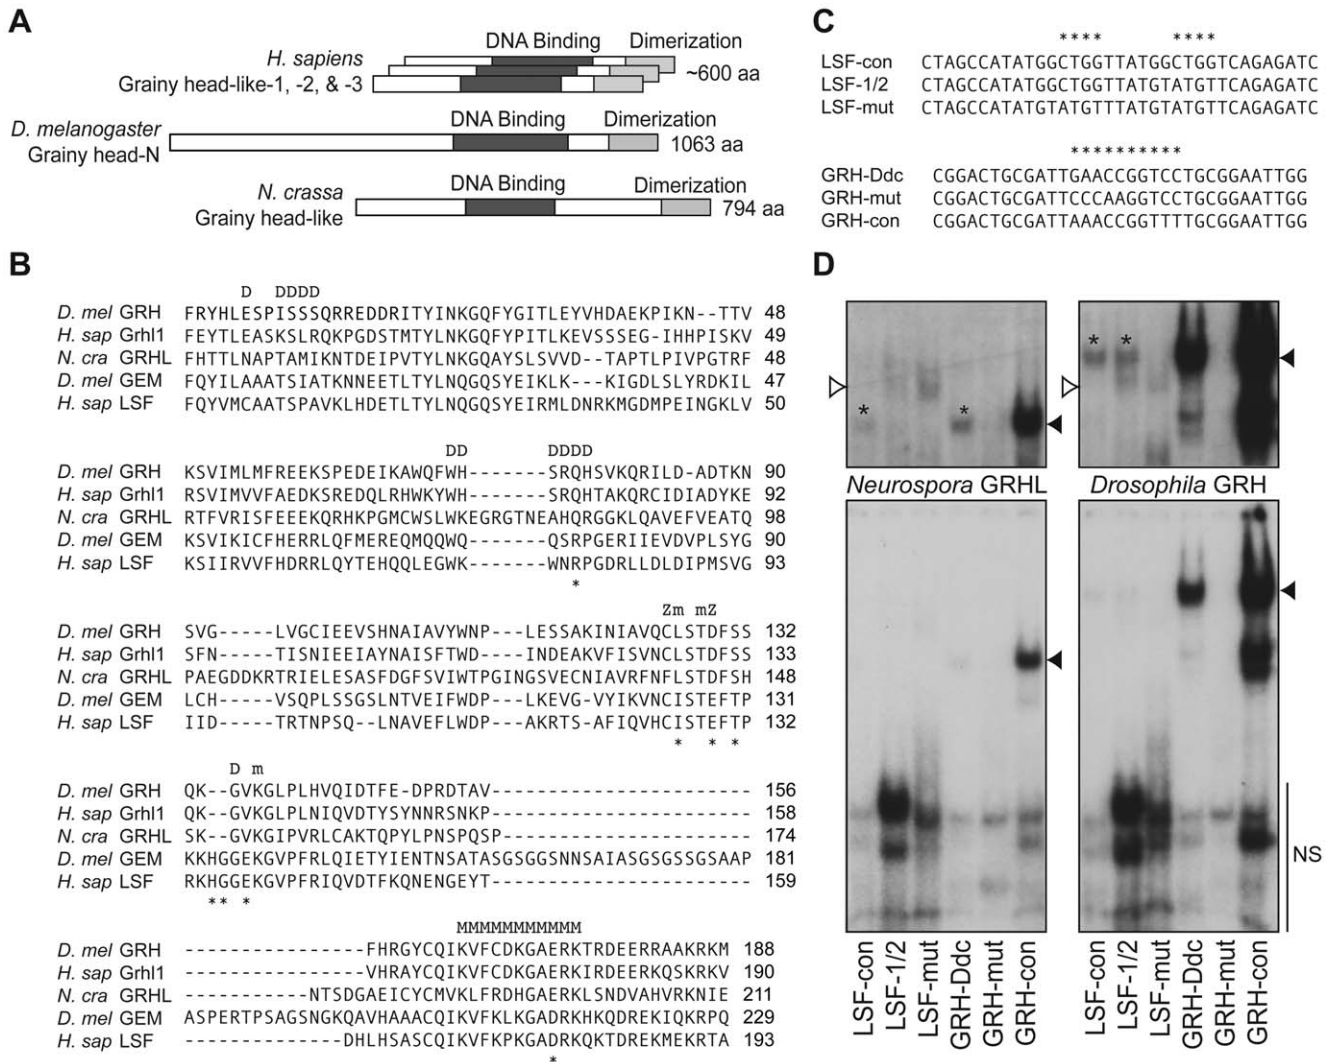 A
H. sapiens
Grainy head-like-1, -2, & -3
DNA Binding
Dimerization
~600 aa
D. melanogaster
Grainy head-N
DNA Binding
Dimerization
1063 aa
N. crassa
Grainy head-like
DNA Binding
Dimerization
794 aa
B
D DDDD
D. mel GRH FRYHLESPISSSQRREDDRITYINKGQFYGITLEYVHDAEKPIKN--TTV 48
H. sap Grhl1 FEYTLEASKSLRQKPGDSTMTYLNKGQFYPITLKEVSSSEG-IHHPISKV 49
N. cra GRHL FHTTLNAPTAMIKNTDEIPVTYLNKGQAYSLSVVD--TAPTLPIVPGTRF 48
D. mel GEM FQYILAAATSIATKNNEETLTYLNQGQSYEIKLK---KIGDLSLYRDKIL 47
H. sap LSF FQYVMCAATSPAVKLHDETLTYLNQGQSYEIRMLDNRKMGDMPEINGKLV 50
DD DDDD
D. mel GRH KSVIMLMFREEKSPEDEIKAWQFWH-------SRQHSVKQRILD-ADTKN 90
H. sap Grhl1 RSVIMVVFAEDKSREDQLRHWKYWH-------SRQHTAKQRCIDIADYKE 92
N. cra GRHL RTFVRISFEEEKQRHKPGMCWSLWKEGRGTNEAHQRGGKLQAVEFVEATQ 98
D. mel GEM KSVIKICFHERRLQFMEREQMQQWQ-------QSRPGERIIEVDVPLSYG 90
H. sap LSF KSIIRVVFHDRRLQYTEHQQLEGWK-------WNRPGDRLLDLDIPMSVG 93
*
Zm mZ
D. mel GRH SVG-----LVGCIEEVSHNAIAVYWNP---LESSAKINIAVQCLSTDFSS 132
H. sap Grhl1 SFN-----TISNIEEIAYNAISFTWD----INDEAKVFISVNCLSTDFSS 133
N. cra GRHL PAEGDDKRTRIELESASFDGFSVIWTPGINGSVECNIAVRFNFLSTDFSH 148
D. mel GEM LCH-----VSQPLSSGSLNTVEIFWDP---LKEVG-VYIKVNCISTEFTP 131
H. sap LSF IID-----TRTNPSQ--LNAVEFLWDP---AKRTS-AFIQVHCISTEFTP 132
* * *
D m
D. mel GRH QK--GVKGLPLHVQIDTFE-DPRDTAV----------------------- 156
H. sap Grhl1 QK--GVKGLPLNIQVDTYSYNNRSNKP----------------------- 158
N. cra GRHL SK--GVKGIPVRLCAKTQPYLPNSPQSP---------------------- 174
D. mel GEM KKHGGEKGVPFRLQIETYIENTNSATASGSGGSNNSAIASGSGSSGSAAP 181
H. sap LSF RKHGGEKGVPFRIQVDTFKQNENGEYT----------------------- 159
** *
MMMMMMMMMMM
D. mel GRH ----------------FHRGYCQIKVFCDKGAERKTRDEERRAAKRKM 188
H. sap Grhl1 ----------------VHRAYCQIKVFCDKGAERKIRDEERKQSKRKV 190
N. cra GRHL -----------NTSDGAEICYCMVKLFRDHGAERKLSNDQRDVAHVRKNIE 211
D. mel GEM ASPERTPSAGSNGKQAVHAAACQIKVFKLKGADRKHKQDREKIQKRPQ 229
H. sap LSF --------------DHLHSASCQIKVFKPKGADRKQKTDREKMEKRTA 193
*
C
**** ****
LSF-con CTAGCCATATGGCTGGTTATGGCTGGTCAGAGATC
LSF-1/2 CTAGCCATATGGCTGGTTATGTATGTTCAGAGATC
LSF-mut CTAGCCATATGTATGTTTATGTATGTTCAGAGATC
**********
GRH-Ddc CGGACTGCGATTGAACCGGTCCTGCGGAATTGG
GRH-mut CGGACTGCGATTCCCAAGGTCCTGCGGAATTGG
GRH-con CGGACTGCGATTAAACCGGTTTTGCGGAATTGG
D
* *
* *
Neurospora GRHL
Drosophila GRH
NS
LSF-con
LSF-1/2
LSF-mut
GRH-Ddc
GRH-mut
GRH-con
LSF-con
LSF-1/2
LSF-mut
GRH-Ddc
GRH-mut
GRH-con